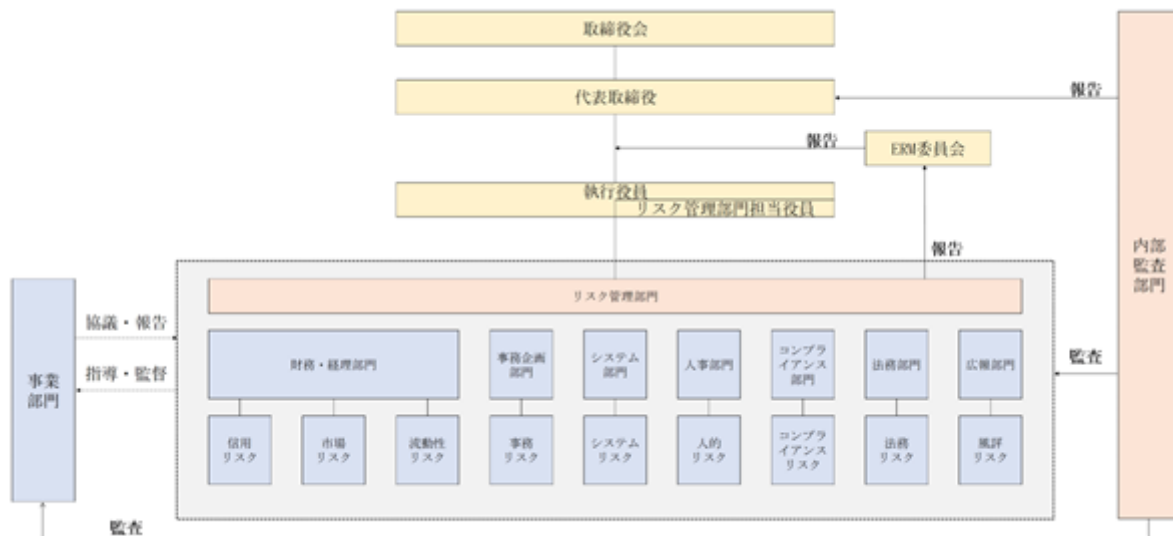 取締役会
代表取締役
報告
報告
ERM委員会
執行役員
リスク管理部門担当役員
内部
監査
部門
報告
リスク管理部門
協議・報告
指導・監督
事業
部門
財務・経理部門
事務企画
部門
システム
部門
人事部門
コンプラ
イアンス
部門
法務部門
広報部門
監査
信用
リスク
市場
リスク
流動性
リスク
事務
リスク
システム
リスク
人的
リスク
コンプラ
イアンス
リスク
法務
リスク
風評
リスク
監査